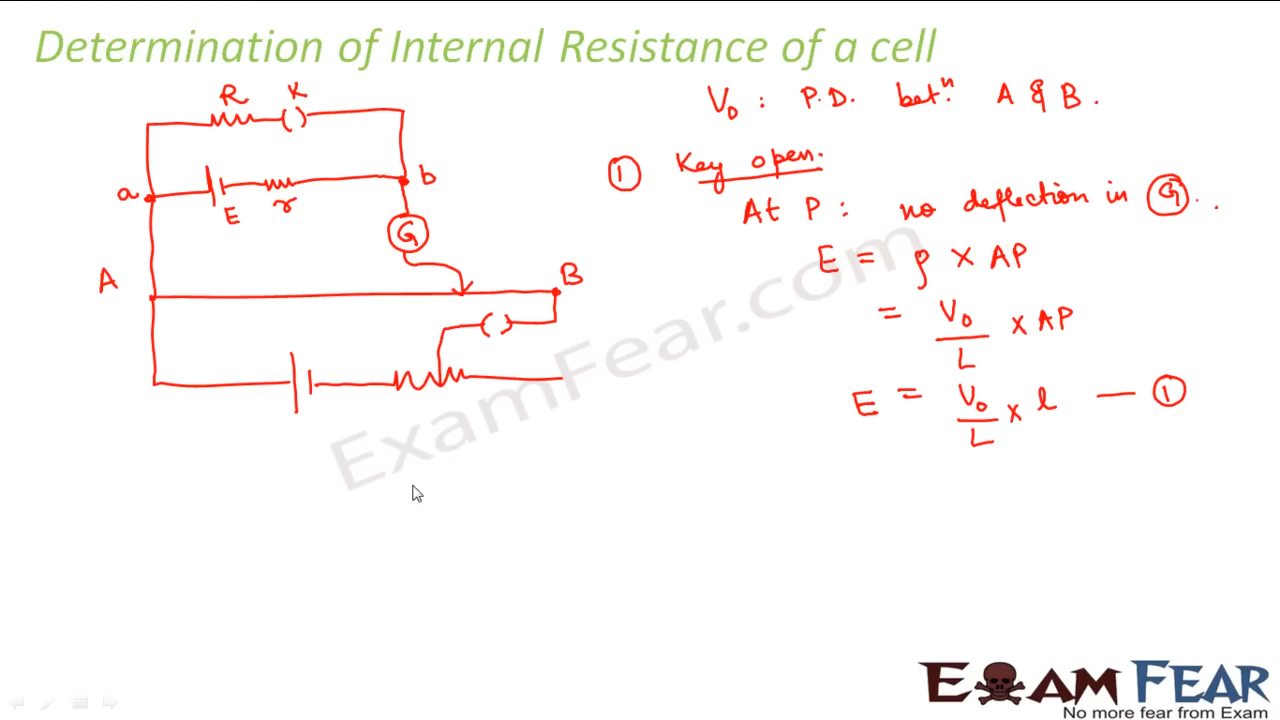 Determination of Internal Resistance of a cell
R K
a
E r
b
G
A
B
V₀ : P.D. betⁿ A & B.
① Key open.
At P : no deflection in G . .
E = ρ × AP
= V₀/L × AP
E = V₀/L × l — ①
ExamFear.com
EXAM FEAR
No more fear from Exam